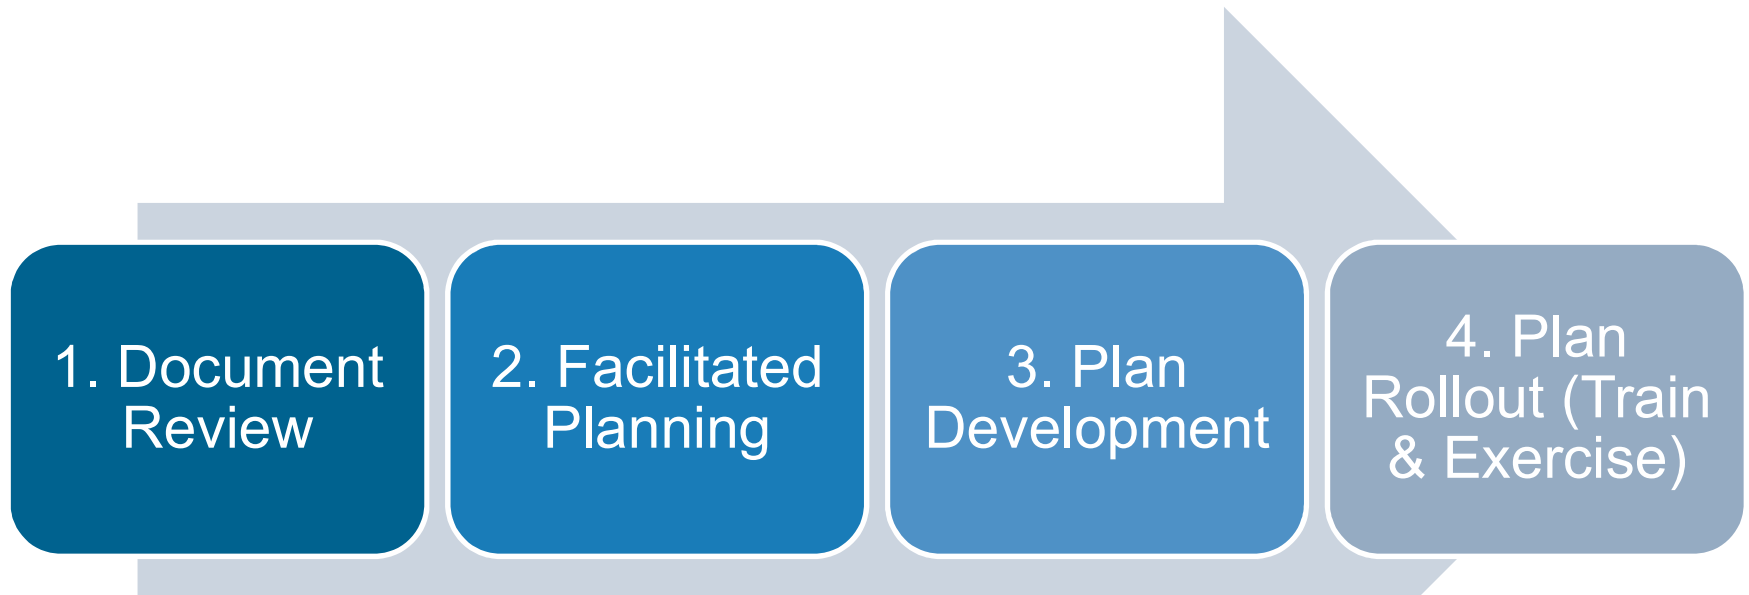 1. Document
Review
2. Facilitated
Planning
3. Plan
Development
4. Plan
Rollout (Train
& Exercise)